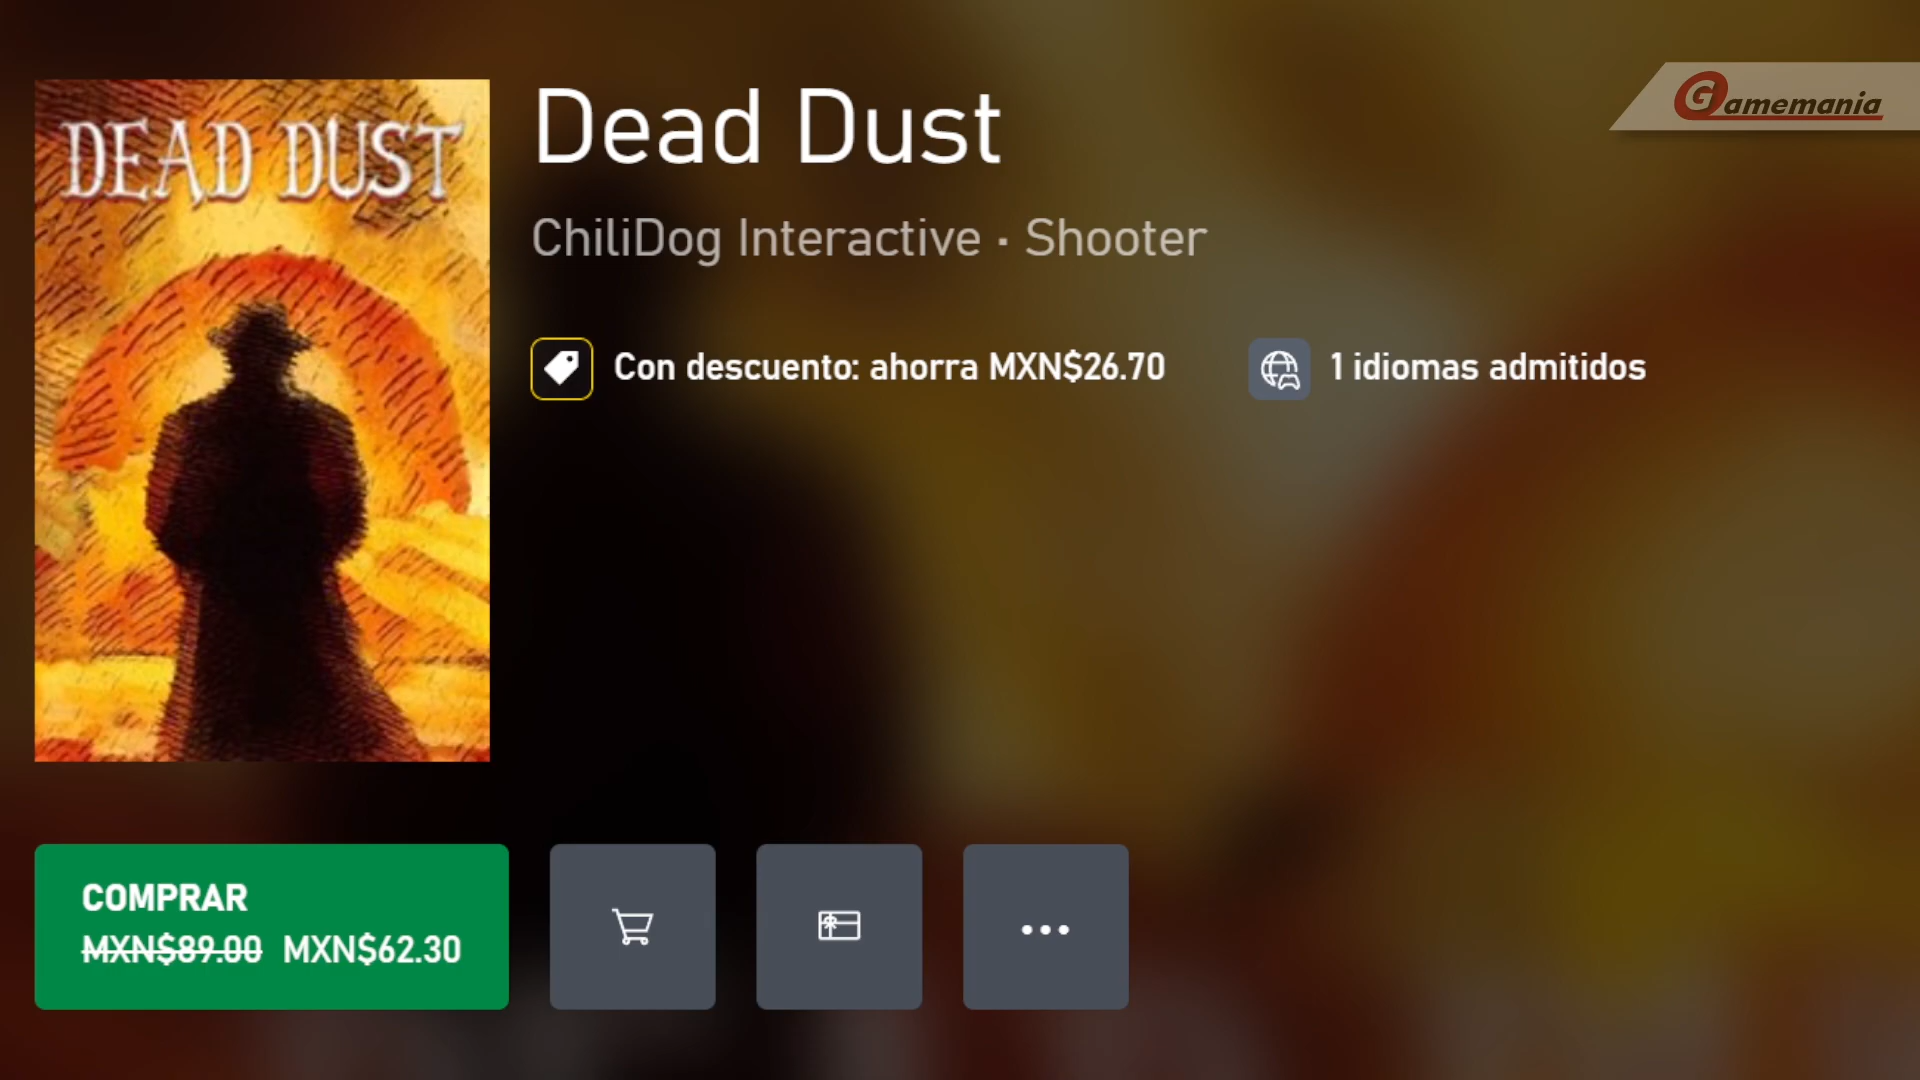 DEAD DUST
Dead Dust
ChiliDog Interactive · Shooter
Con descuento: ahorra MXN$26.70
1 idiomas admitidos
COMPRAR
MXN$89.00 MXN$62.30
Gamemania